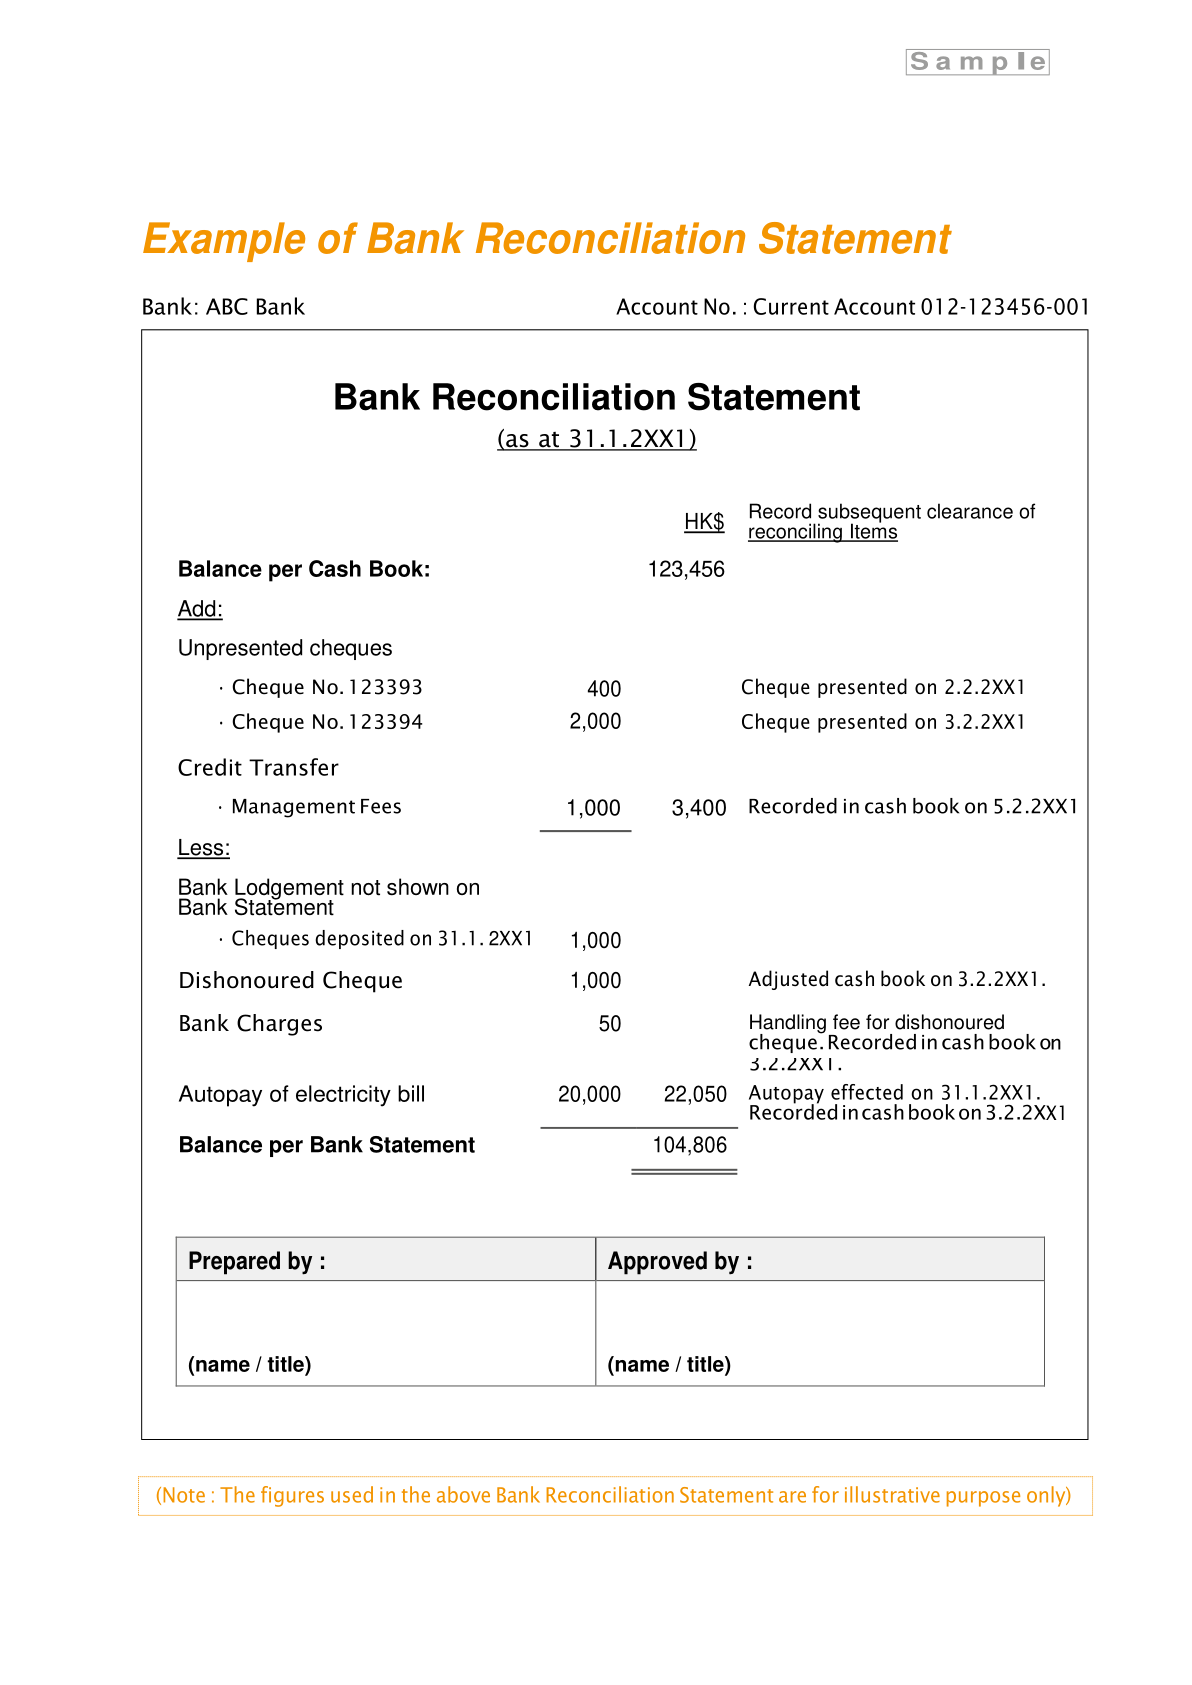 Sample
Example of Bank Reconciliation Statement
Bank: ABC Bank Account No. : Current Account 012-123456-001
Bank Reconciliation Statement
(as at 31.1.2XX1)
HK$ Record subsequent clearance of
reconciling Items
Balance per Cash Book: 123,456
Add:
Unpresented cheques
· Cheque No. 123393 400 Cheque presented on 2.2.2XX1
· Cheque No. 123394 2,000 Cheque presented on 3.2.2XX1
Credit Transfer
· Management Fees 1,000 3,400 Recorded in cash book on 5.2.2XX1
Less:
Bank Lodgement not shown on
Bank Statement
· Cheques deposited on 31.1. 2XX1 1,000
Dishonoured Cheque 1,000 Adjusted cash book on 3.2.2XX1.
Bank Charges 50 Handling fee for dishonoured
cheque. Recorded in cash book on
3.2.2XX1.
Autopay of electricity bill 20,000 22,050 Autopay effected on 31.1.2XX1.
Recorded in cash book on 3.2.2XX1
Balance per Bank Statement 104,806
Prepared by : Approved by :
(name / title) (name / title)
(Note : The figures used in the above Bank Reconciliation Statement are for illustrative purpose only)